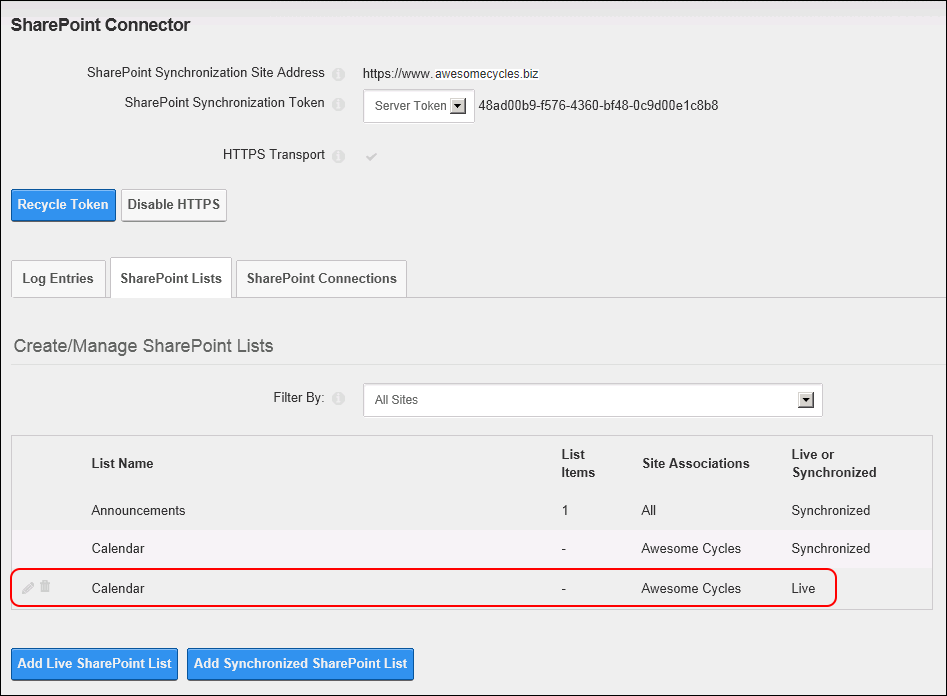 SharePoint Connector
SharePoint Synchronization Site Address https://www.awesomecycles.biz
SharePoint Synchronization Token Server Token 48ad00b9-f576-4360-bf48-0c9d00e1c8b8
HTTPS Transport
Recycle Token Disable HTTPS
Log Entries SharePoint Lists SharePoint Connections
Create/Manage SharePoint Lists
Filter By: All Sites
List Name List Items Site Associations Live or Synchronized
Announcements 1 All Synchronized
Calendar - Awesome Cycles Synchronized
Calendar - Awesome Cycles Live
Add Live SharePoint List Add Synchronized SharePoint List